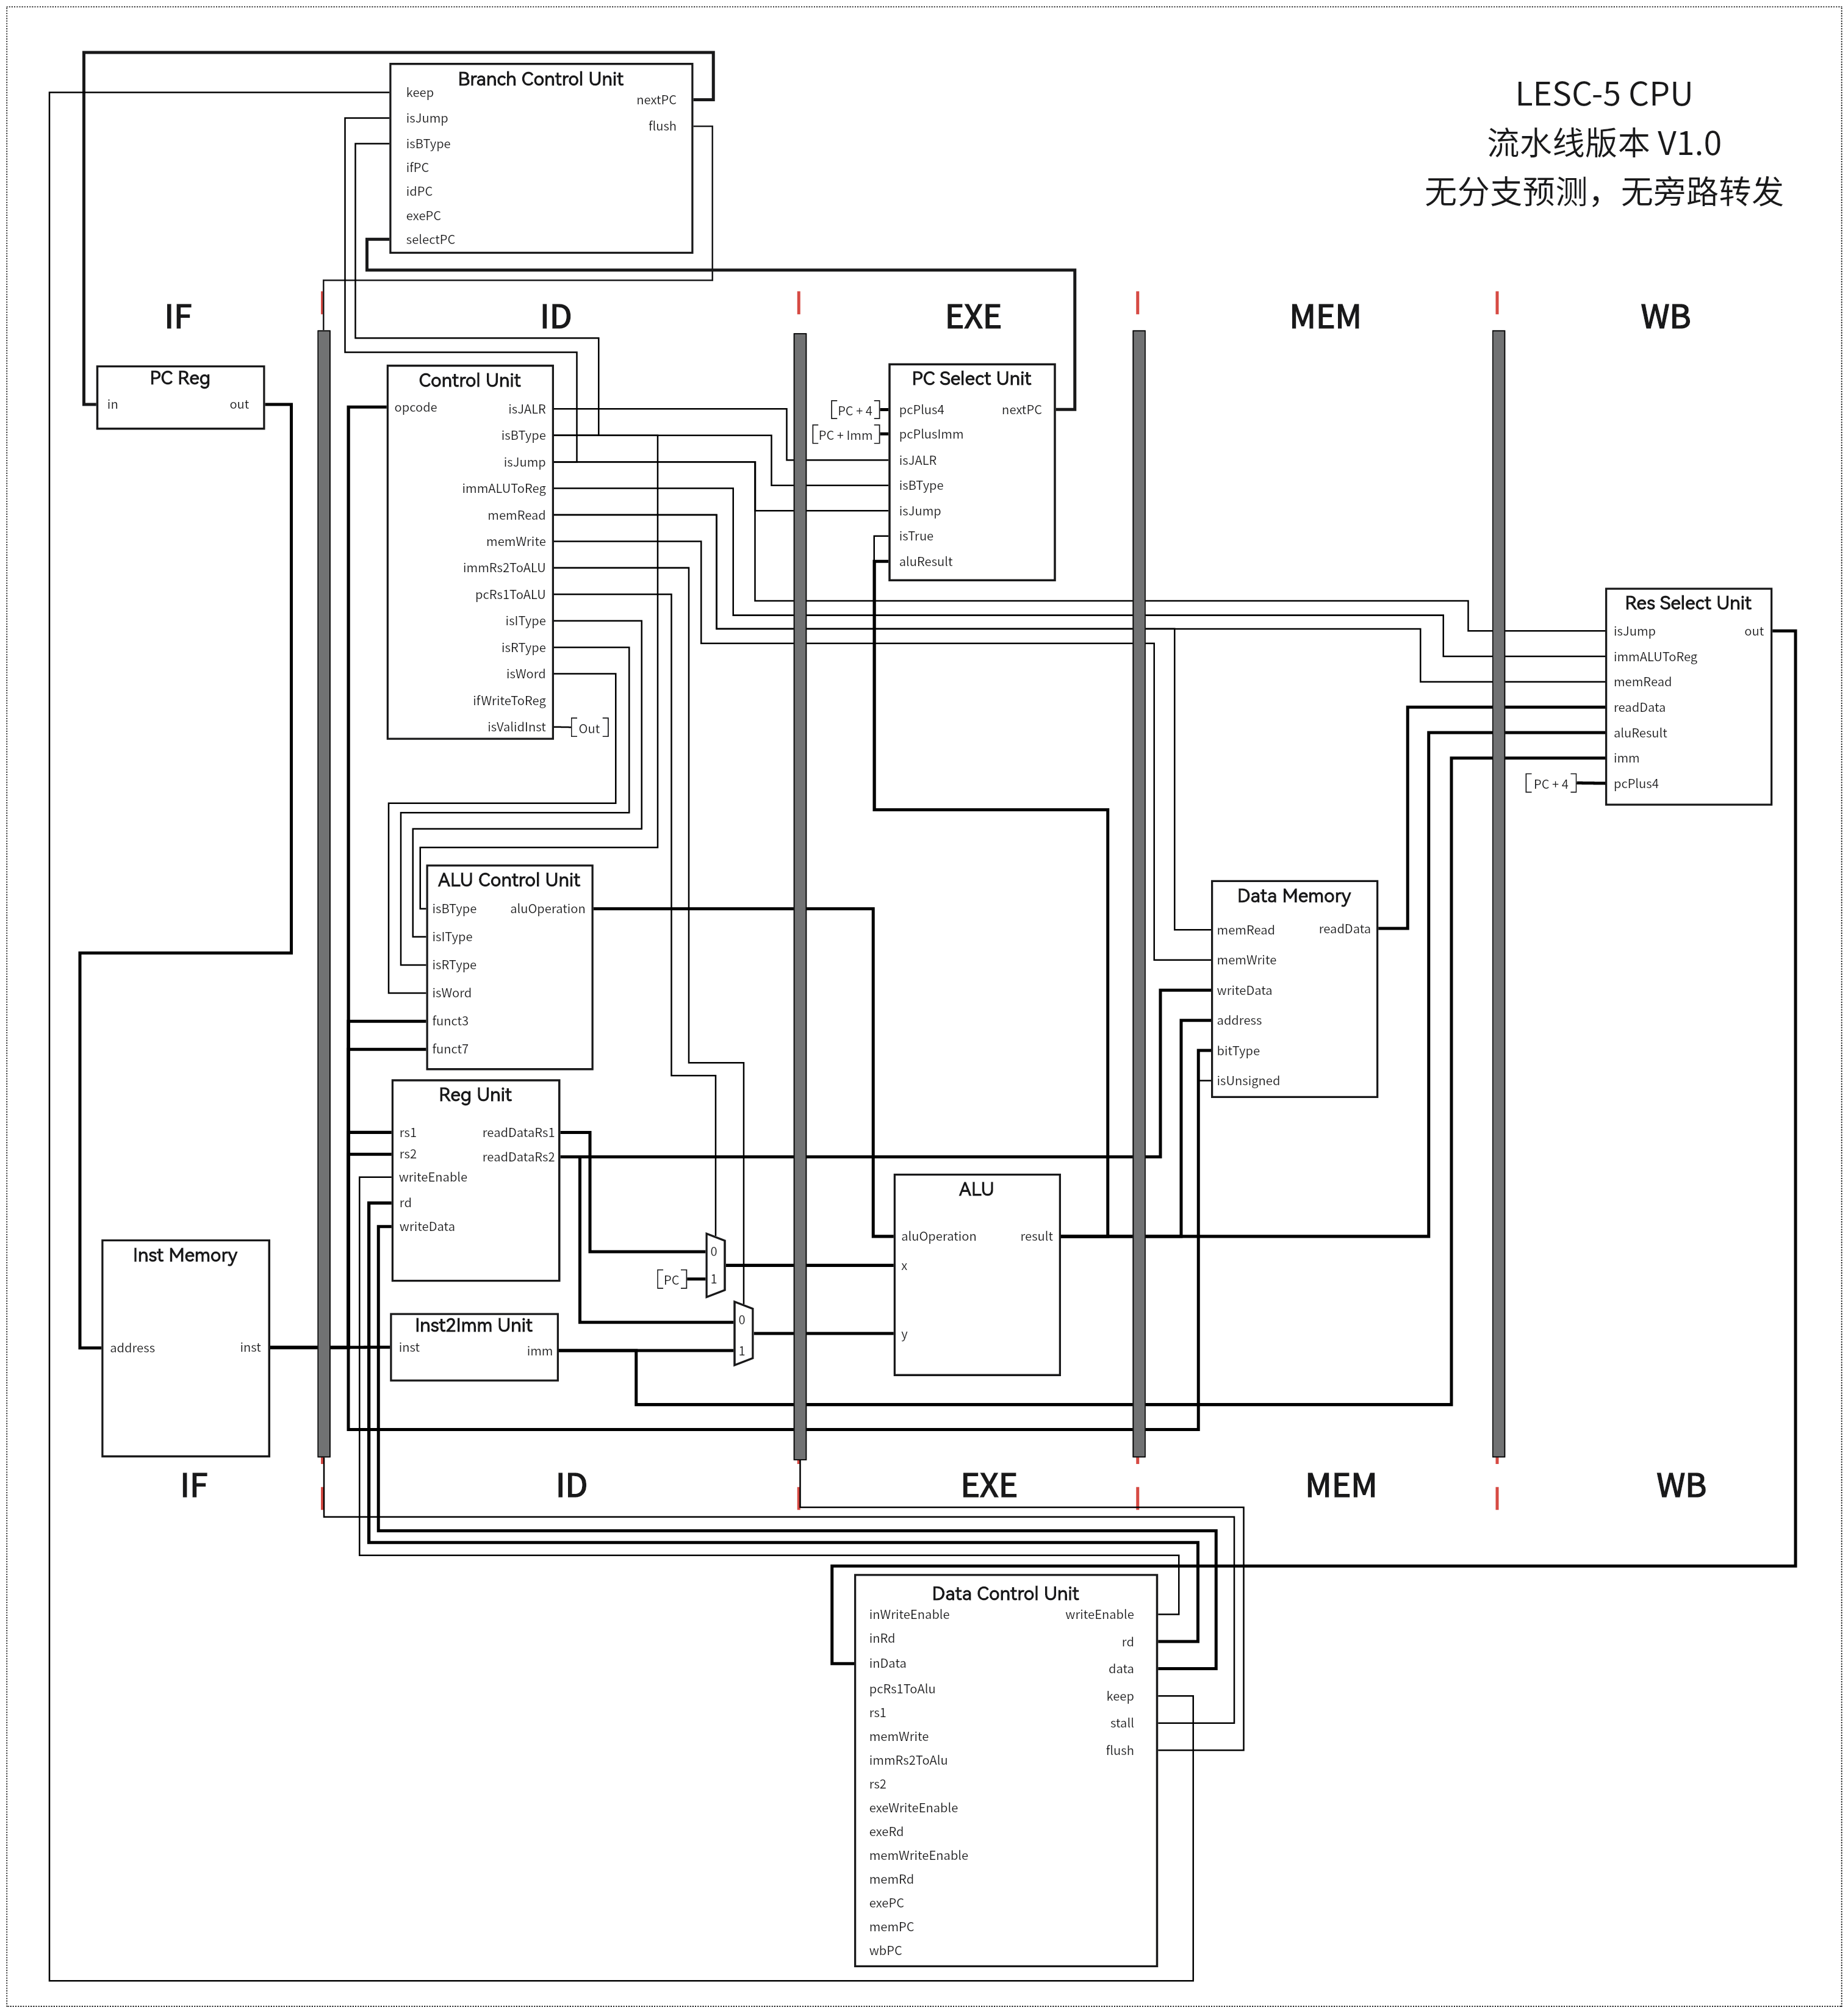 LESC-5 CPU
流水线版本 V1.0
无分支预测，无旁路转发
Branch Control Unit
keep
isJump
isBType
ifPC
idPC
exePC
selectPC
nextPC
flush
IF
ID
EXE
MEM
WB
PC Reg
in
out
Control Unit
opcode
isJALR
isBType
isJump
immALUToReg
memRead
memWrite
immRs2ToALU
pcRs1ToALU
isIType
isRType
isWord
ifWriteToReg
isValidInst
Out
PC Select Unit
PC + 4
PC + Imm
pcPlus4
pcPlusImm
isJALR
isBType
isJump
isTrue
aluResult
nextPC
Res Select Unit
isJump
immALUToReg
memRead
readData
aluResult
imm
pcPlus4
PC + 4
out
ALU Control Unit
isBType
isIType
isRType
isWord
funct3
funct7
aluOperation
Data Memory
memRead
memWrite
writeData
address
bitType
isUnsigned
readData
Reg Unit
rs1
rs2
writeEnable
rd
writeData
readDataRs1
readDataRs2
0
1
PC
0
1
ALU
aluOperation
x
y
result
Inst Memory
address
inst
Inst2Imm Unit
inst
imm
IF
ID
EXE
MEM
WB
Data Control Unit
inWriteEnable
inRd
inData
pcRs1ToAlu
rs1
memWrite
immRs2ToAlu
rs2
exeWriteEnable
exeRd
memWriteEnable
memRd
exePC
memPC
wbPC
writeEnable
rd
data
keep
stall
flush